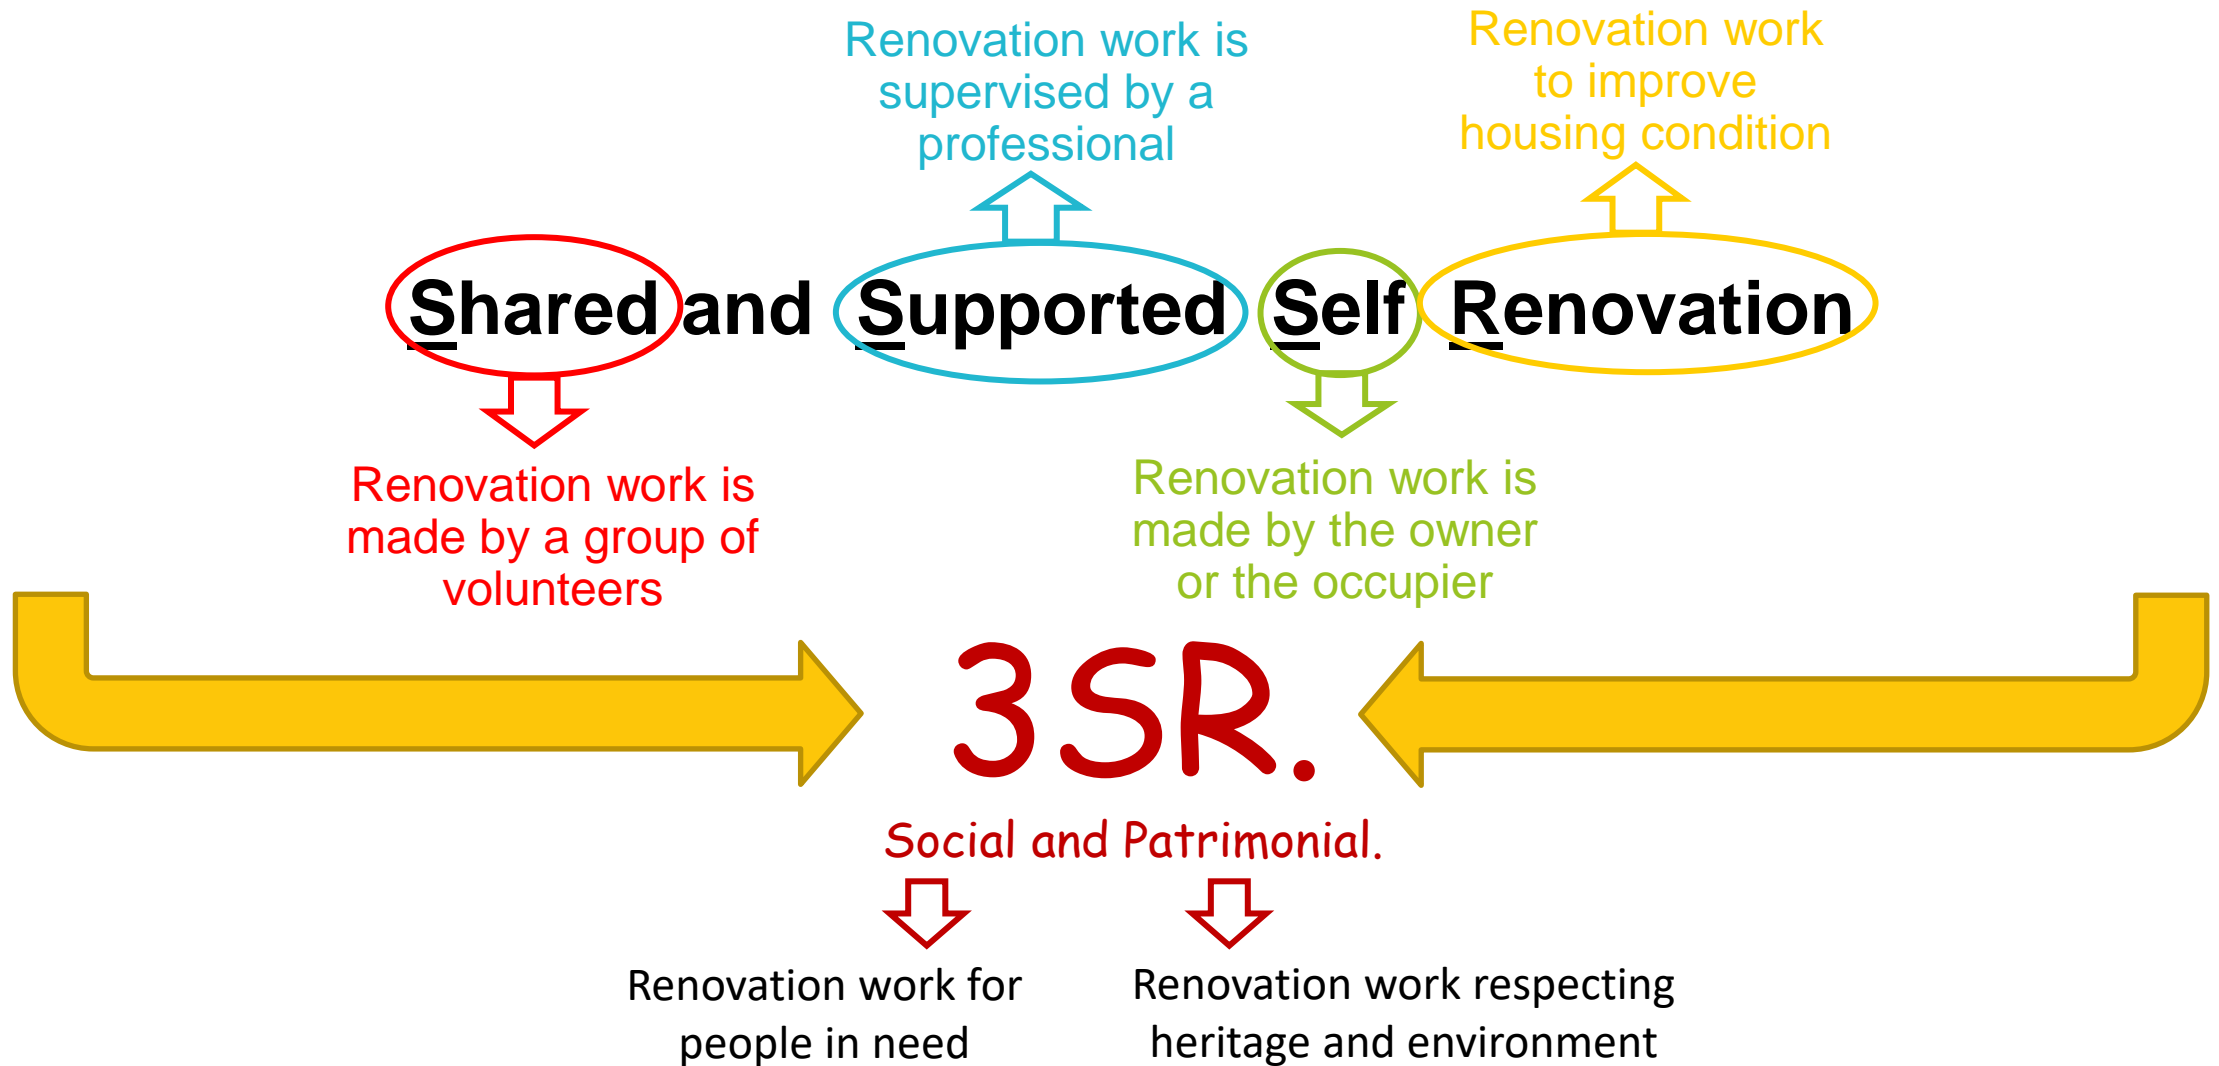 Renovation work is
supervised by a
professional
Renovation work
to improve
housing condition
Shared and Supported Self Renovation
Renovation work is
made by a group of
volunteers
Renovation work is
made by the owner
or the occupier
3SR.
Social and Patrimonial.
Renovation work for
people in need
Renovation work respecting
heritage and environment